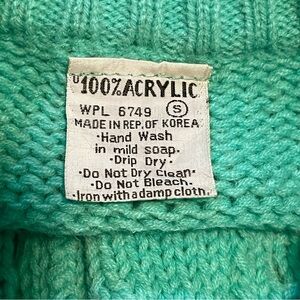 100%ACRYLIC
WPL 6749 S
MADE IN REP. OF KOREA
·Hand Wash
in mild soap.
·Drip Dry·
·Do Not Dry Clean·
·Do Not Bleach.
·Iron with a damp cloth.